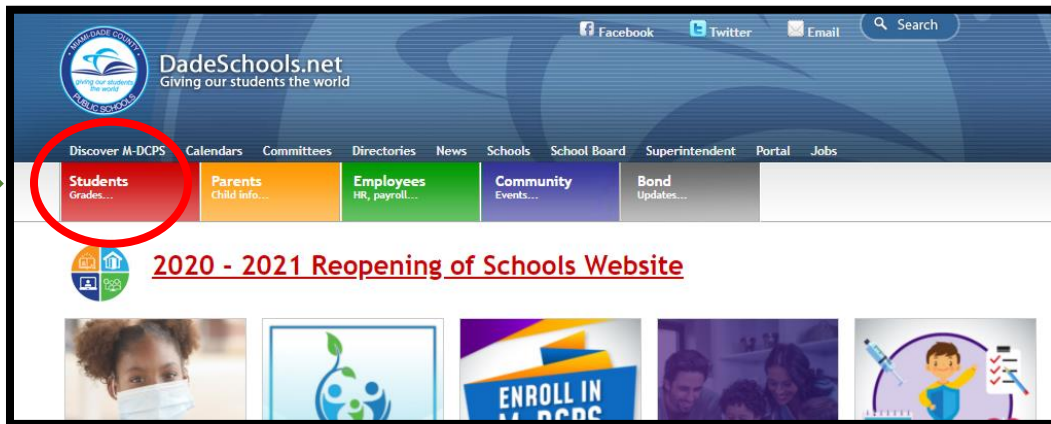 Facebook Twitter Email Search
MIAMI-DADE COUNTY
giving our students
the world
PUBLIC SCHOOLS
DadeSchools.net
Giving our students the world
Discover M-DCPS Calendars Committees Directories News Schools School Board Superintendent Portal Jobs
Students Parents Employees Community Bond
Grades... Child info... HR, payroll... Events... Updates...
2020 - 2021 Reopening of Schools Website
ENROLL IN
M-DCPS